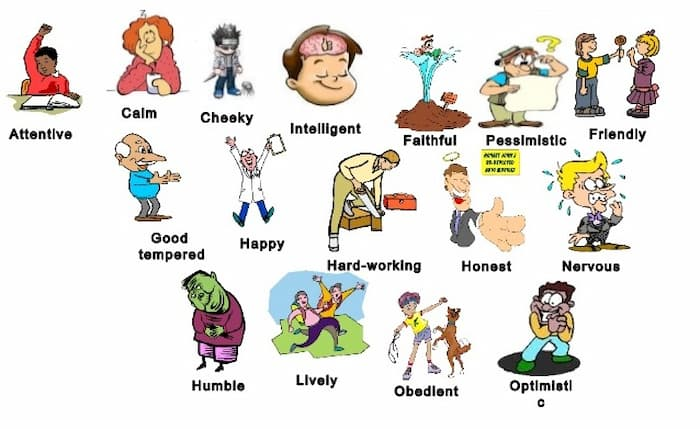 z
Attentive
Calm
Cheeky
Intelligent
Faithful
Pessimistic
Friendly
Good
tempered
Happy
Hard-working
Honest
Nervous
Humble
Lively
Obedient
Optimisti
c